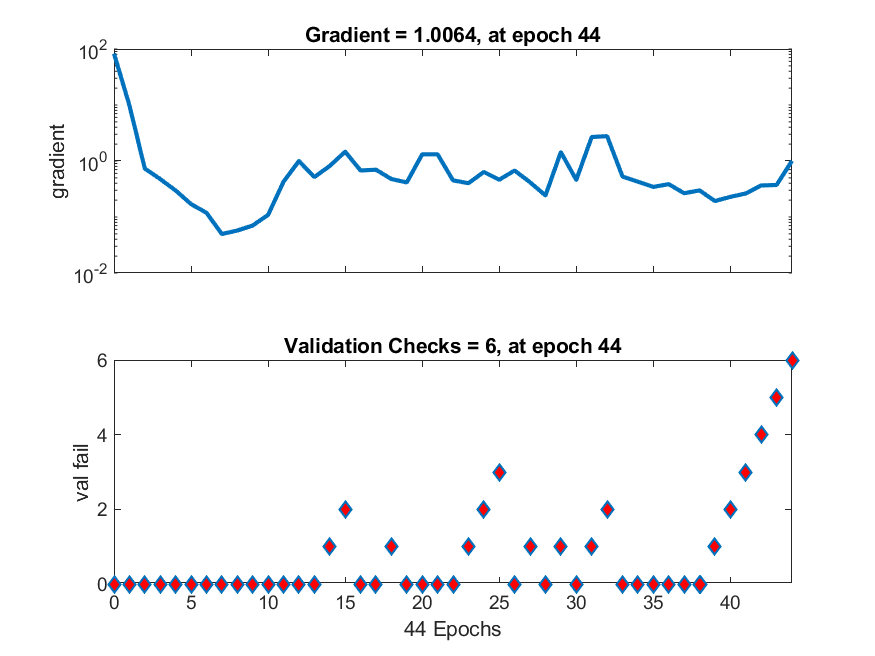 Gradient = 1.0064, at epoch 44
10^2
10^0
10^-2
gradient
Validation Checks = 6, at epoch 44
6
4
2
0
val fail
0 5 10 15 20 25 30 35 40
44 Epochs